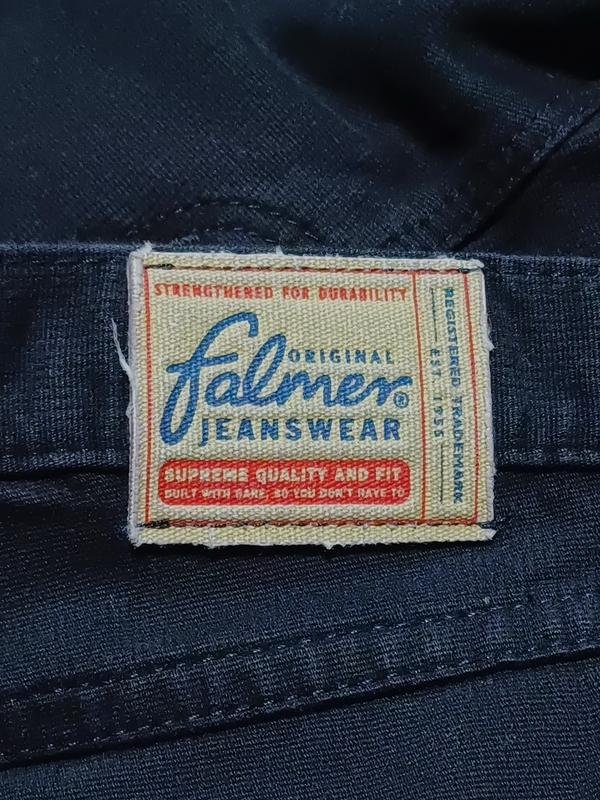 STRENGTHENED FOR DURABILITY
ORIGINAL
falmer®
JEANSWEAR
SUPREME QUALITY AND FIT
BUILT WITH CARE, SO YOU DON'T HAVE TO
REGISTERED TRADEMARK
EST. 1955